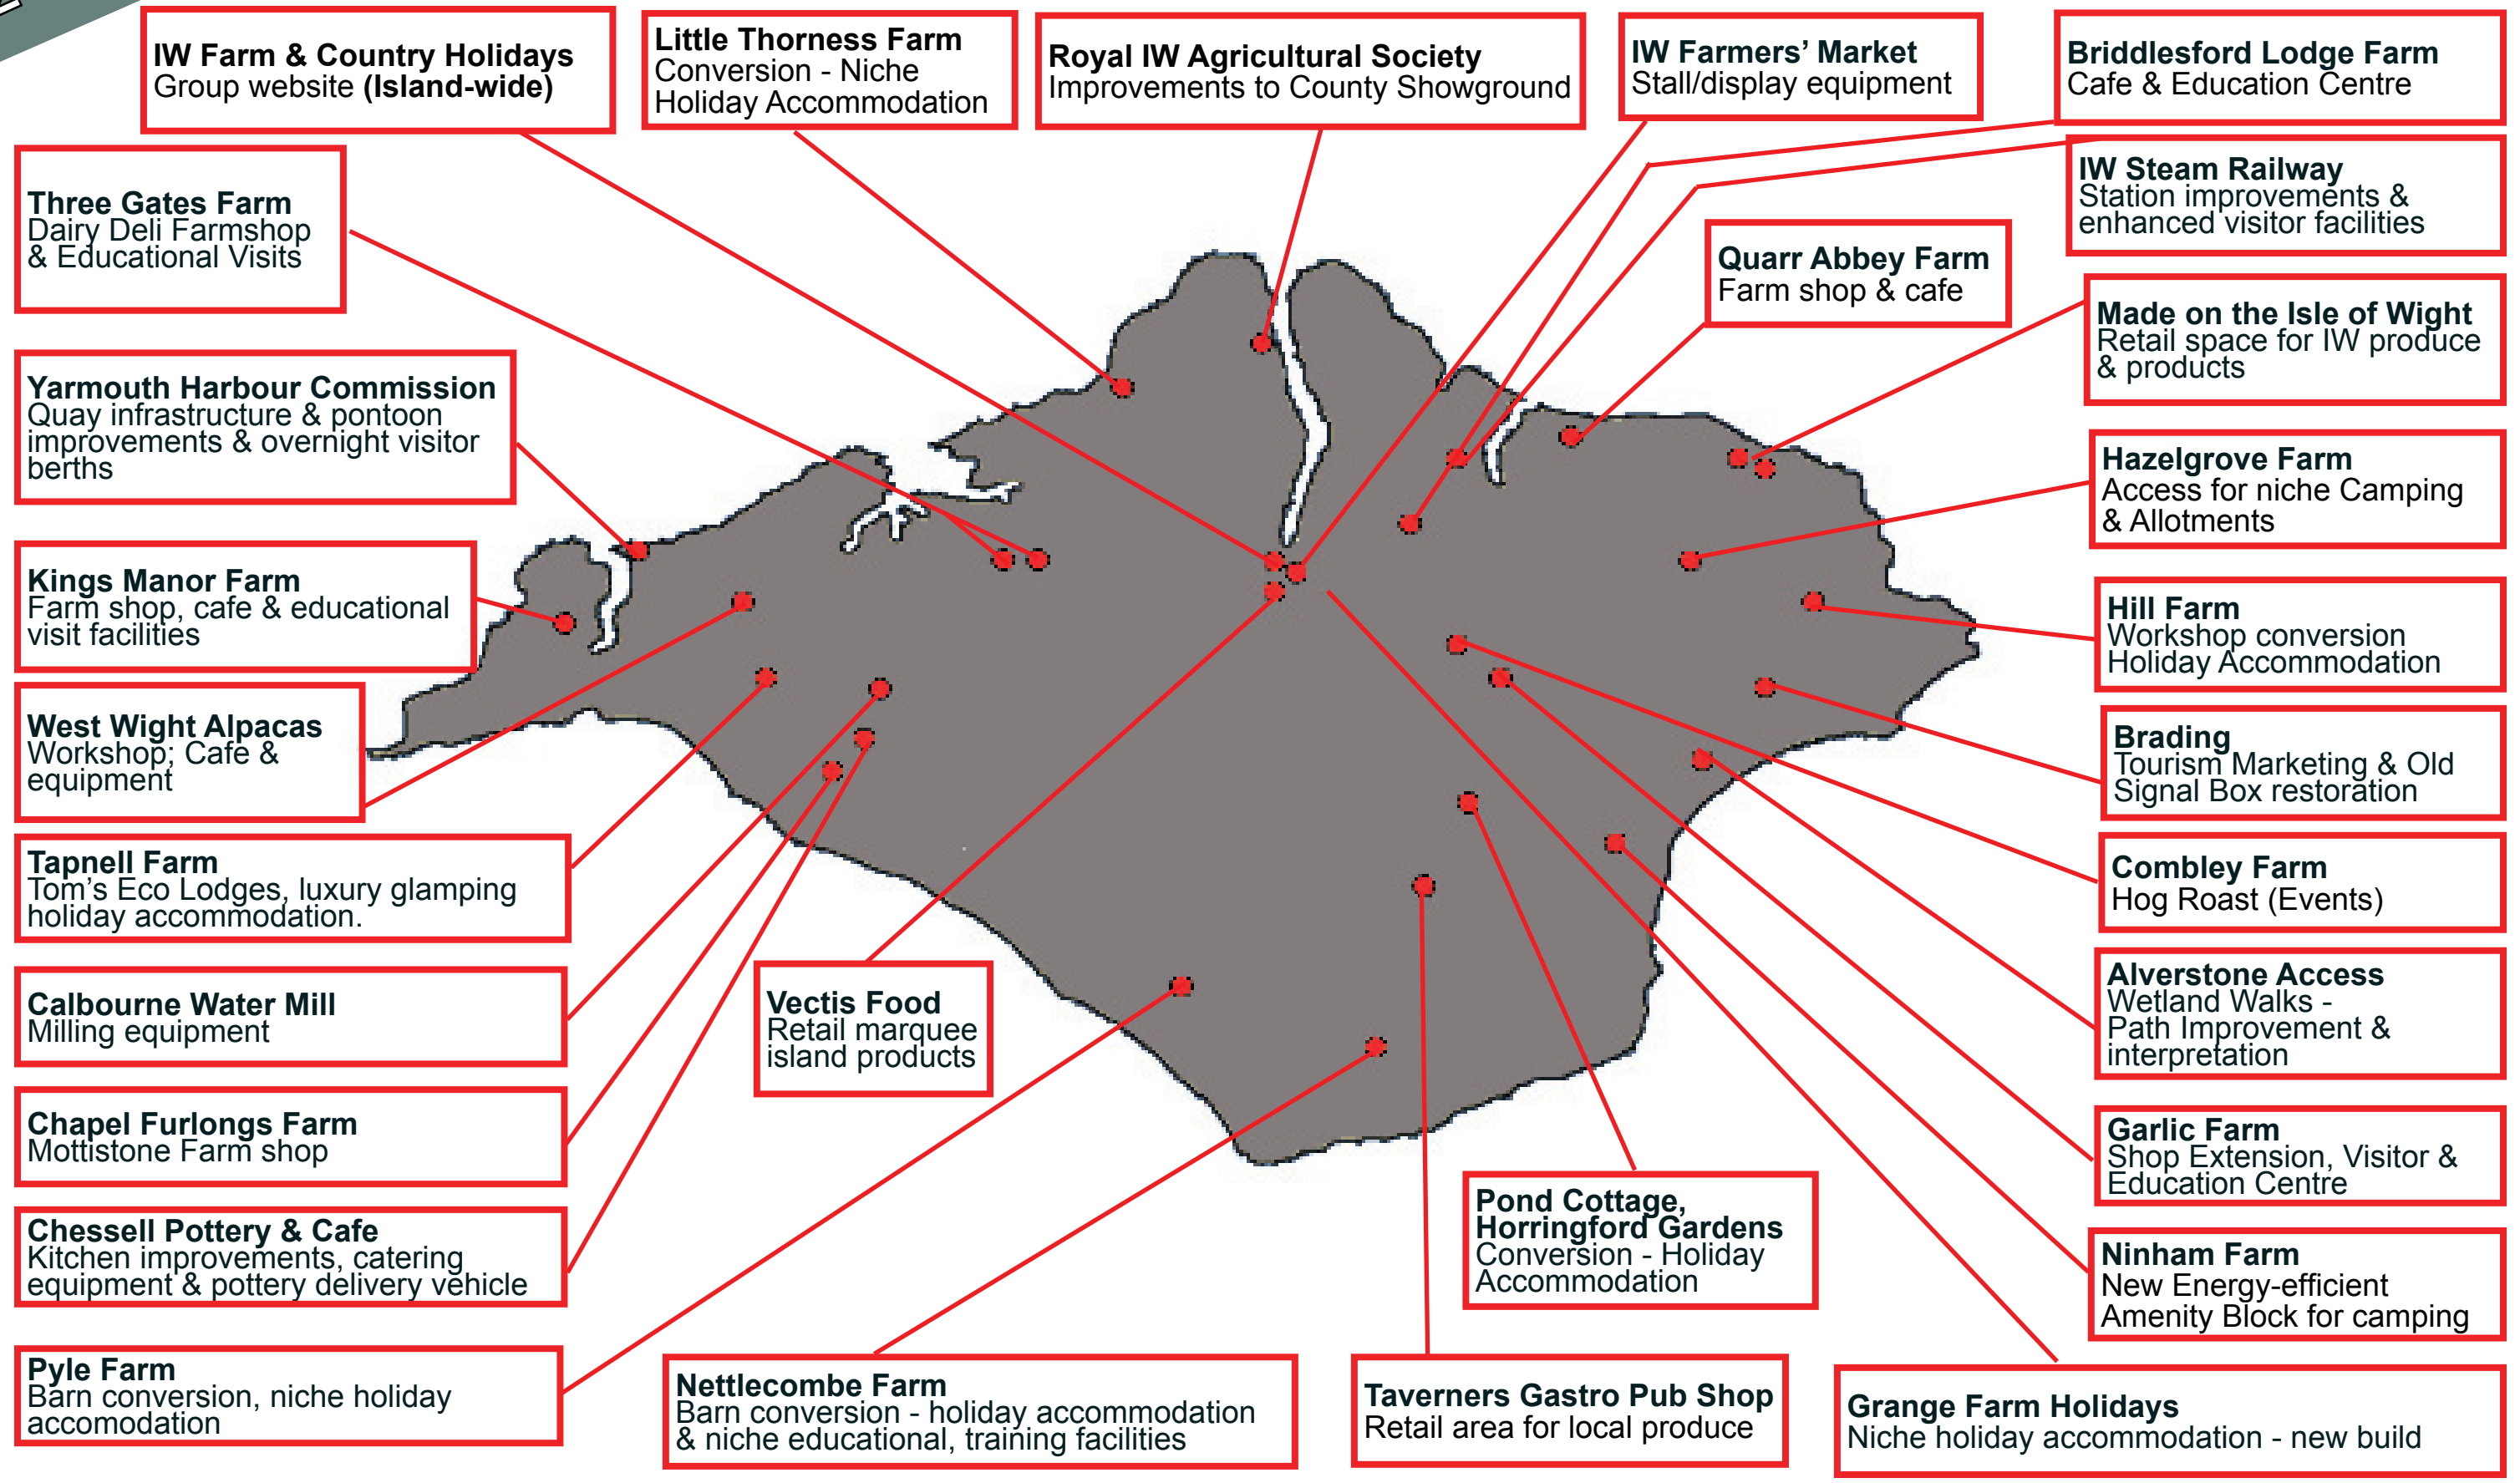 IW Farm & Country Holidays
Group website (Island-wide)
Little Thorness Farm
Conversion - Niche
Holiday Accommodation
Royal IW Agricultural Society
Improvements to County Showground
IW Farmers’ Market
Stall/display equipment
Briddlesford Lodge Farm
Cafe & Education Centre
Three Gates Farm
Dairy Deli Farmshop
& Educational Visits
IW Steam Railway
Station improvements &
enhanced visitor facilities
Quarr Abbey Farm
Farm shop & cafe
Made on the Isle of Wight
Retail space for IW produce
& products
Yarmouth Harbour Commission
Quay infrastructure & pontoon
improvements & overnight visitor
berths
Hazelgrove Farm
Access for niche Camping
& Allotments
Kings Manor Farm
Farm shop, cafe & educational
visit facilities
Hill Farm
Workshop conversion
Holiday Accommodation
West Wight Alpacas
Workshop; Cafe &
equipment
Brading
Tourism Marketing & Old
Signal Box restoration
Tapnell Farm
Tom’s Eco Lodges, luxury glamping
holiday accommodation.
Combley Farm
Hog Roast (Events)
Calbourne Water Mill
Milling equipment
Vectis Food
Retail marquee
island products
Alverstone Access
Wetland Walks -
Path Improvement &
interpretation
Chapel Furlongs Farm
Mottistone Farm shop
Garlic Farm
Shop Extension, Visitor &
Education Centre
Chessell Pottery & Cafe
Kitchen improvements, catering
equipment & pottery delivery vehicle
Pond Cottage,
Horringford Gardens
Conversion - Holiday
Accommodation
Ninham Farm
New Energy-efficient
Amenity Block for camping
Pyle Farm
Barn conversion, niche holiday
accomodation
Nettlecombe Farm
Barn conversion - holiday accommodation
& niche educational, training facilities
Taverners Gastro Pub Shop
Retail area for local produce
Grange Farm Holidays
Niche holiday accommodation - new build